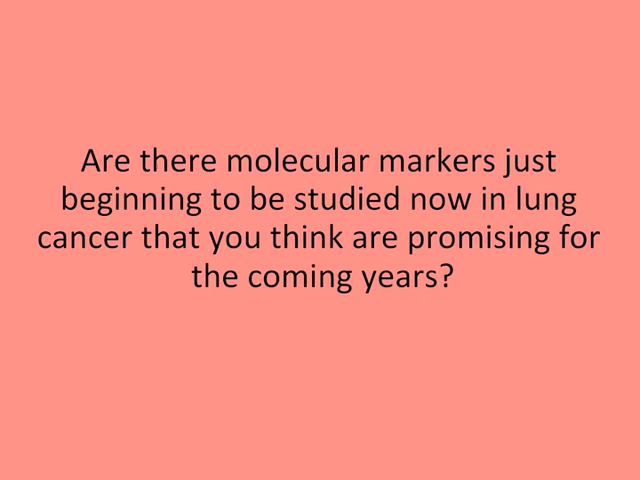 Are there molecular markers just
beginning to be studied now in lung
cancer that you think are promising for
the coming years?